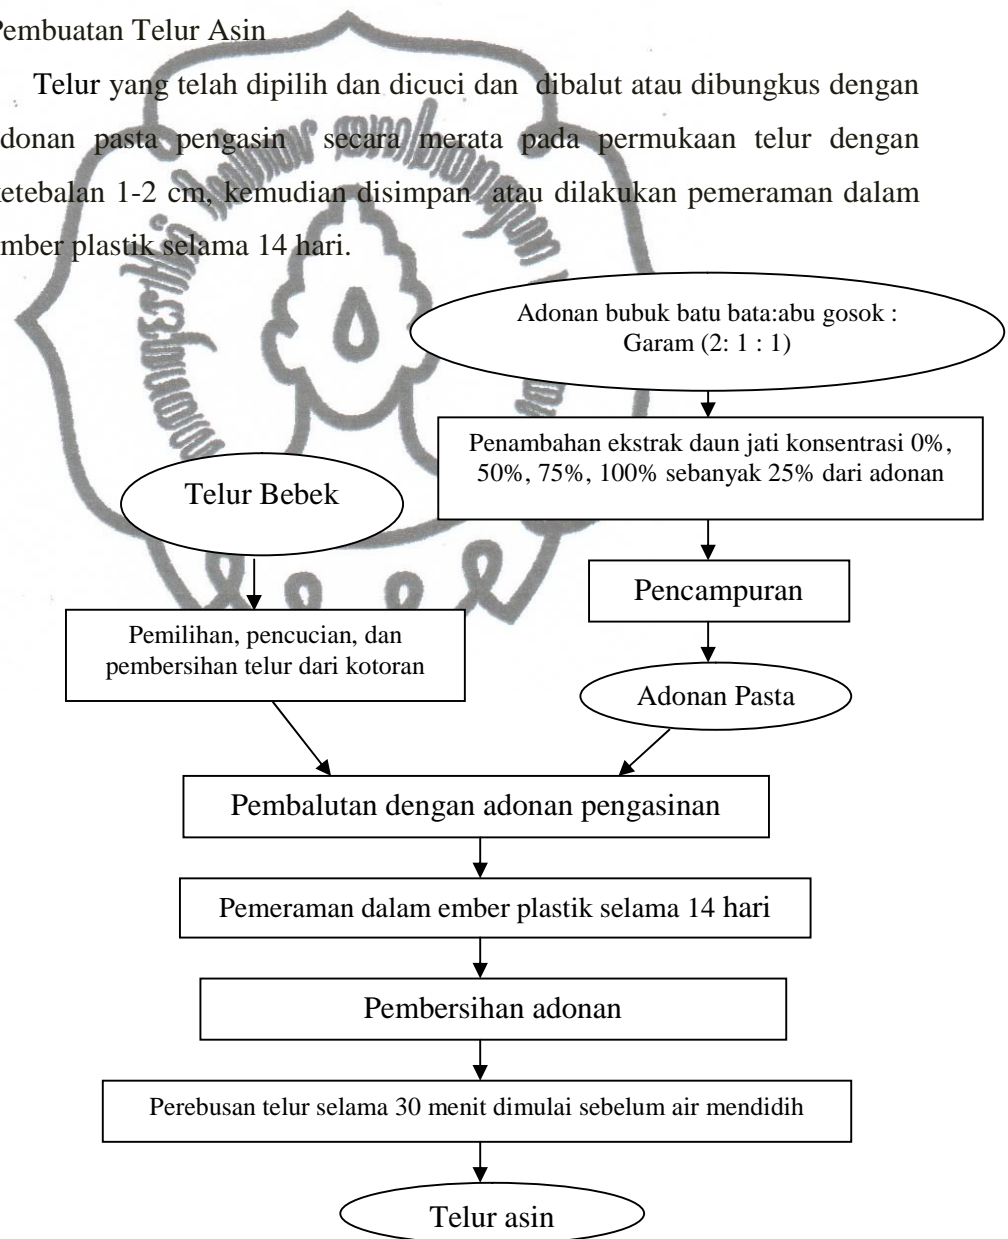 Pembuatan Telur Asin
Telur yang telah dipilih dan dicuci dan dibalut atau dibungkus dengan
adonan pasta pengasin secara merata pada permukaan telur dengan
ketebalan 1-2 cm, kemudian disimpan atau dilakukan pemeraman dalam
ember plastik selama 14 hari.
Adonan bubuk batu bata:abu gosok :
Garam (2: 1 : 1)
Penambahan ekstrak daun jati konsentrasi 0%,
50%, 75%, 100% sebanyak 25% dari adonan
Telur Bebek
Pencampuran
Pemilihan, pencucian, dan
pembersihan telur dari kotoran
Adonan Pasta
Pembalutan dengan adonan pengasinan
Pemeraman dalam ember plastik selama 14 hari
Pembersihan adonan
Perebusan telur selama 30 menit dimulai sebelum air mendidih
Telur asin